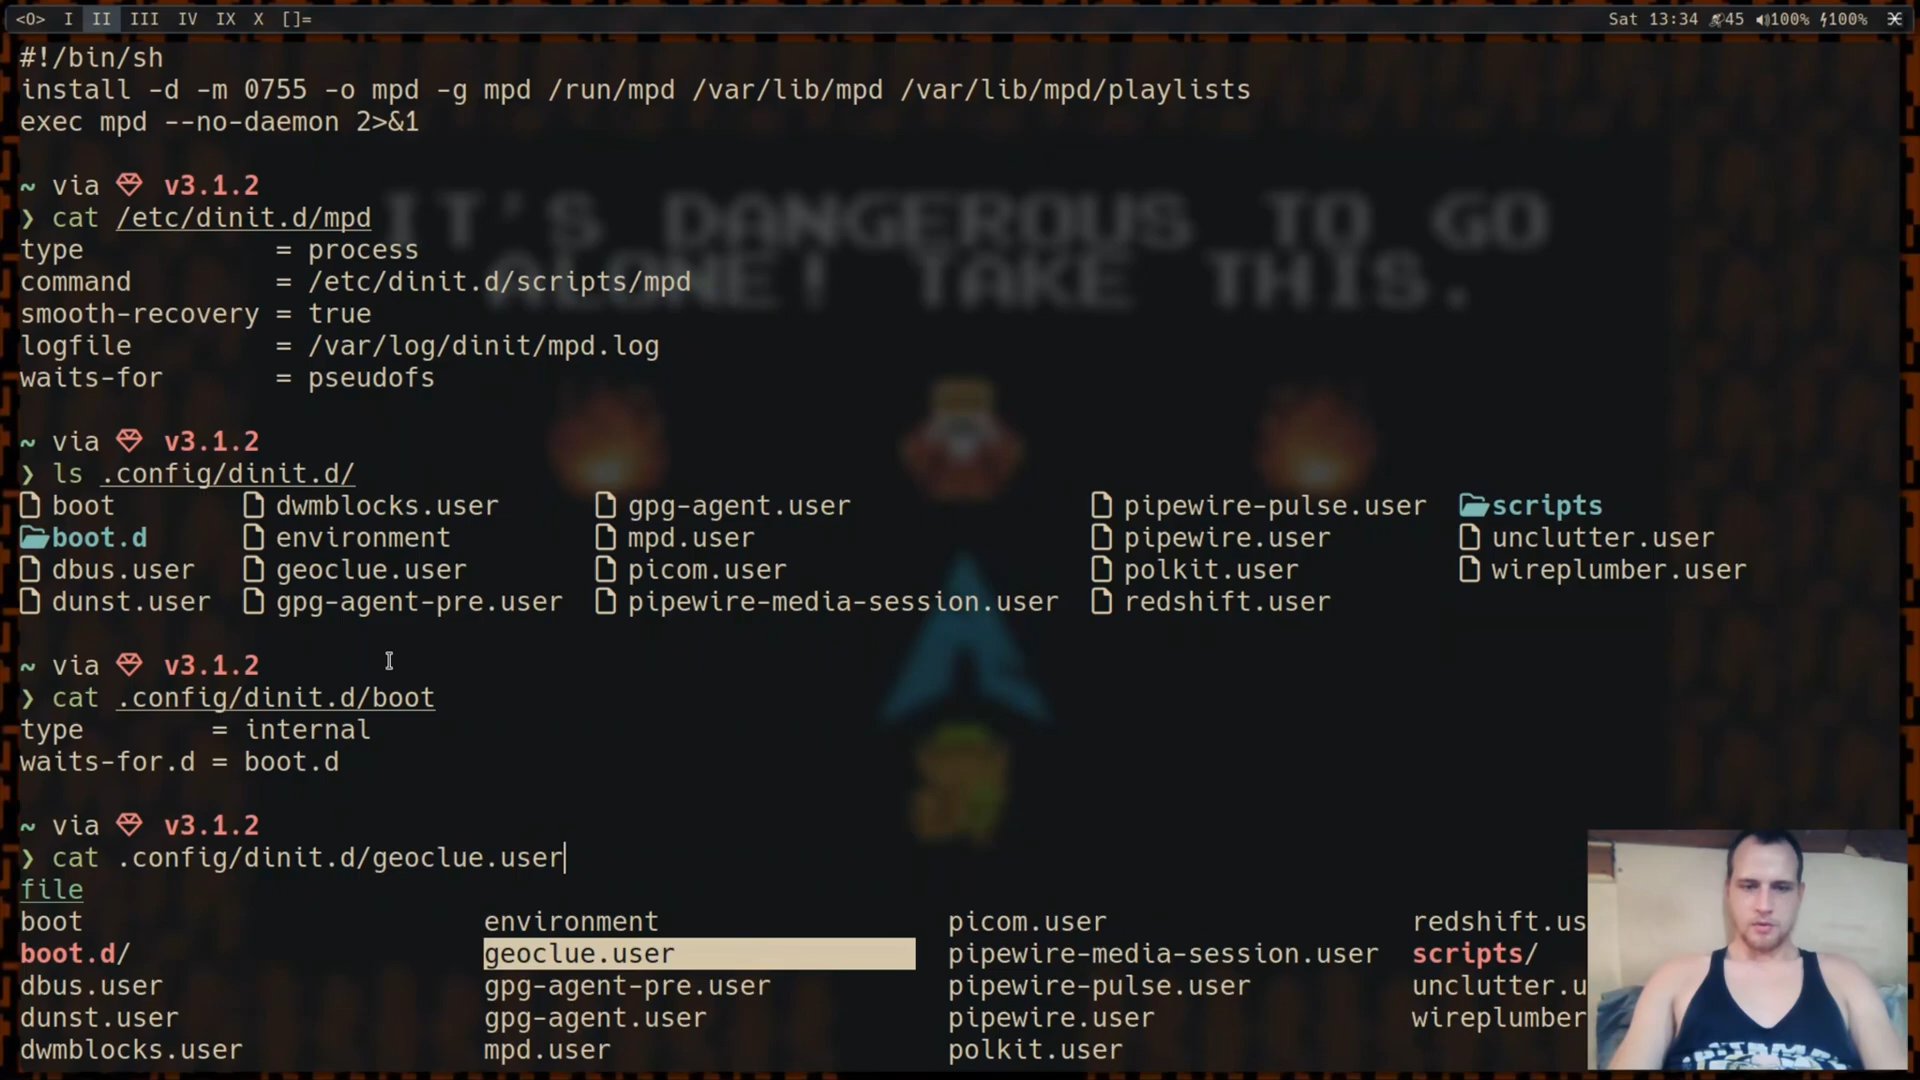 <O> I II III IV IX X []= Sat 13:34 45 100% 100%
#!/bin/sh
install -d -m 0755 -o mpd -g mpd /run/mpd /var/lib/mpd /var/lib/mpd/playlists
exec mpd --no-daemon 2>&1
IT'S DANGEROUS TO GO
ALONE! TAKE THIS.
~ via v3.1.2
❯ cat /etc/dinit.d/mpd
type = process
command = /etc/dinit.d/scripts/mpd
smooth-recovery = true
logfile = /var/log/dinit/mpd.log
waits-for = pseudofs
~ via v3.1.2
❯ ls .config/dinit.d/
boot dwmblocks.user gpg-agent.user pipewire-pulse.user scripts
boot.d environment mpd.user pipewire.user unclutter.user
dbus.user geoclue.user picom.user polkit.user wireplumber.user
dunst.user gpg-agent-pre.user pipewire-media-session.user redshift.user
~ via v3.1.2
❯ cat .config/dinit.d/boot
type = internal
waits-for.d = boot.d
~ via v3.1.2
❯ cat .config/dinit.d/geoclue.user
file
boot environment picom.user redshift.us
boot.d/ geoclue.user pipewire-media-session.user scripts/
dbus.user gpg-agent-pre.user pipewire-pulse.user unclutter.u
dunst.user gpg-agent.user pipewire.user wireplumber
dwmblocks.user mpd.user polkit.user